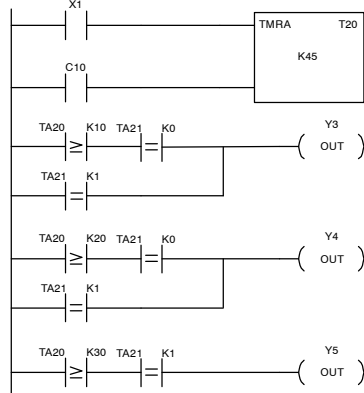 X1
TMRA T20
K45
C10
TA20 K10 TA21 K0 Y3
≥ = OUT
TA21 K1
=
TA20 K20 TA21 K0 Y4
≥ = OUT
TA21 K1
=
TA20 K30 TA21 K1 Y5
≥ = OUT